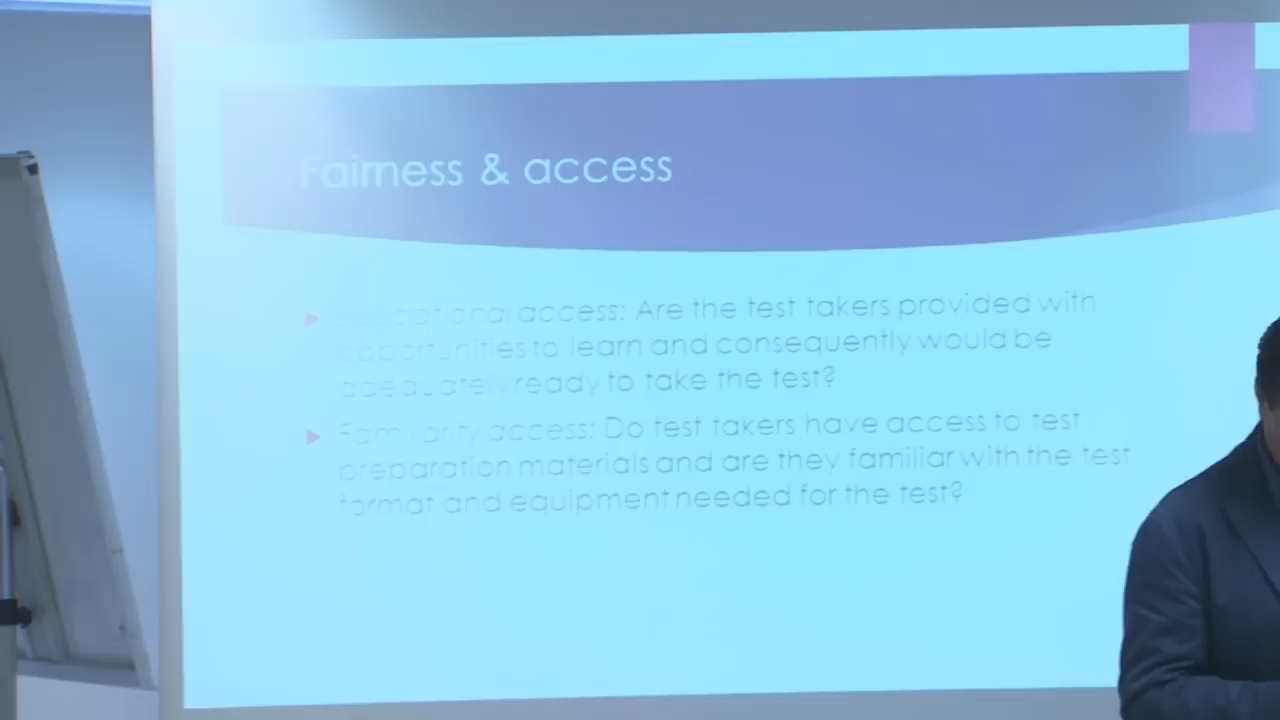 Fairness & access
Educational access: Are the test takers provided with
opportunities to learn and consequently would be
adequately ready to take the test?
Familiarity access: Do test takers have access to test
preparation materials and are they familiar with the test
format and equipment needed for the test?